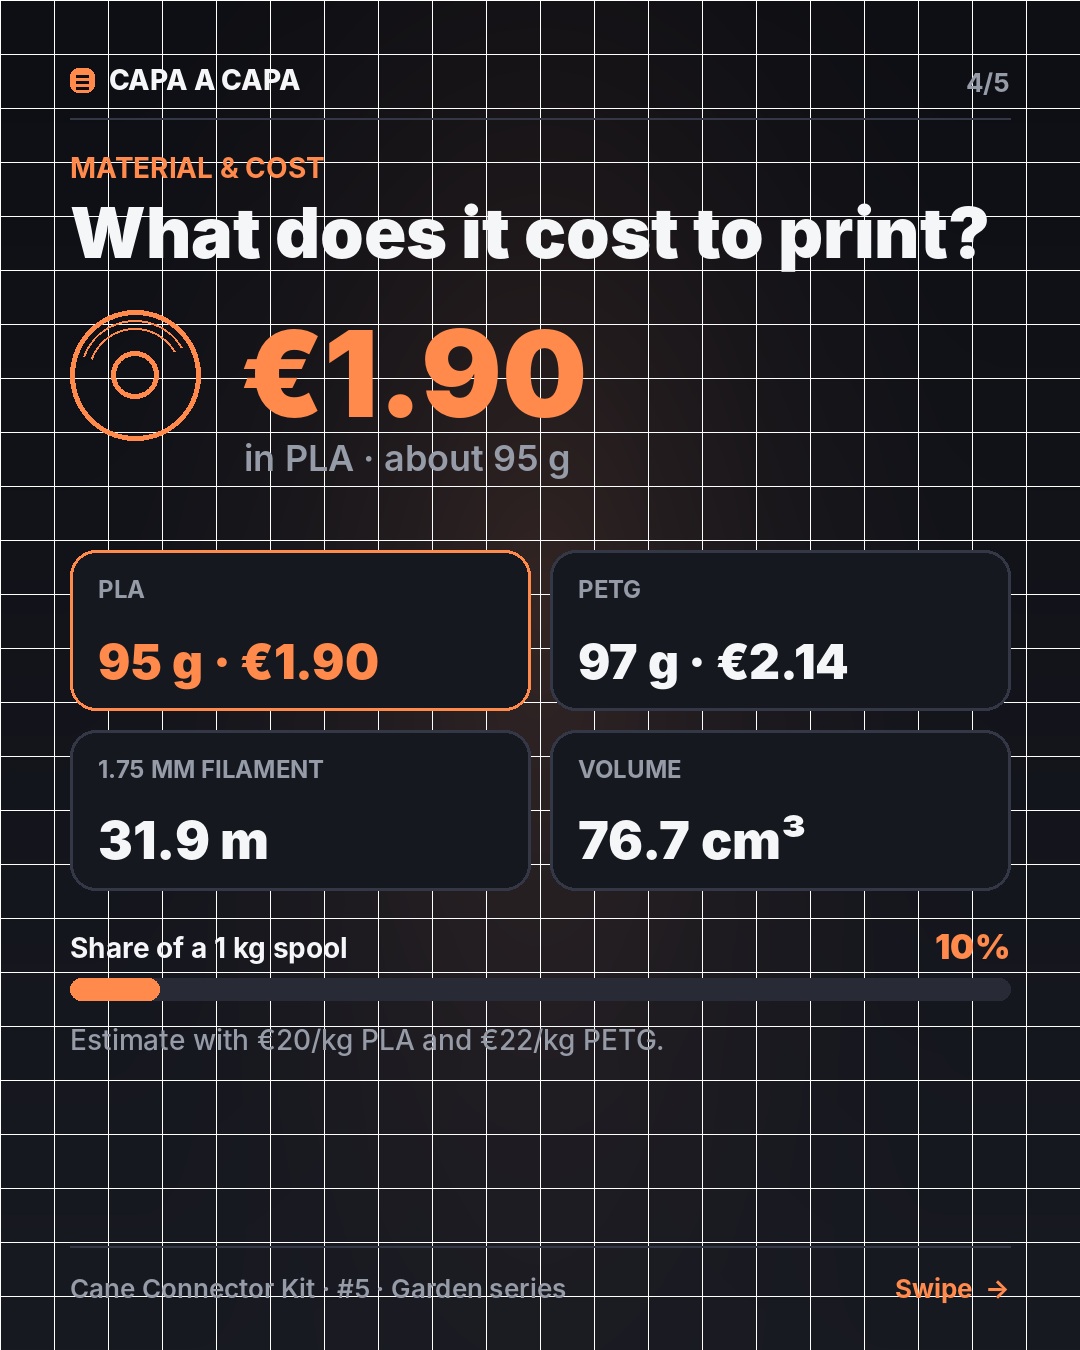 CAPA A CAPA
4/5
MATERIAL & COST
What does it cost to print?
€1.90
in PLA · about 95 g
PLA
95 g · €1.90
PETG
97 g · €2.14
1.75 MM FILAMENT
31.9 m
VOLUME
76.7 cm³
Share of a 1 kg spool
10%
Estimate with €20/kg PLA and €22/kg PETG.
Cane Connector Kit · #5 · Garden series
Swipe →